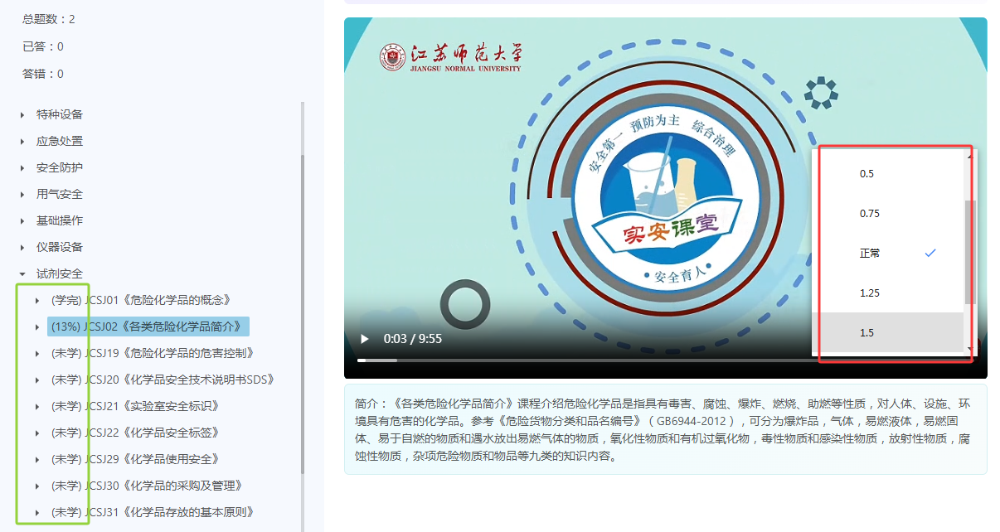 总题数：2
已答：0
答错：0
特种设备
应急处置
安全防护
用气安全
基础操作
仪器设备
试剂安全
(学完) JCSJ01《危险化学品的概念》
(13%) JCSJ02《各类危险化学品简介》
(未学) JCSJ19《危险化学品的危害控制》
(未学) JCSJ20《化学品安全技术说明书SDS》
(未学) JCSJ21《实验室安全标识》
(未学) JCSJ22《化学品安全标签》
(未学) JCSJ29《化学品使用安全》
(未学) JCSJ30《化学品的采购及管理》
(未学) JCSJ31《化学品存放的基本原则》
江苏师范大学
JIANGSU NORMAL UNIVERSITY
安全第一 预防为主 综合治理
实安课堂
安全育人
0.5
0.75
正常
1.25
1.5
0:03 / 9:55
简介：《各类危险化学品简介》课程介绍危险化学品是指具有毒害、腐蚀、爆炸、燃烧、助燃等性质，对人体、设施、环
境具有危害的化学品。参考《危险货物分类和品名编号》（GB6944-2012），可分为爆炸品，气体，易燃液体，易燃固
体、易于自燃的物质和遇水放出易燃气体的物质，氧化性物质和有机过氧化物，毒性物质和感染性物质，放射性物质，腐
蚀性物质，杂项危险物质和物品等九类的知识内容。